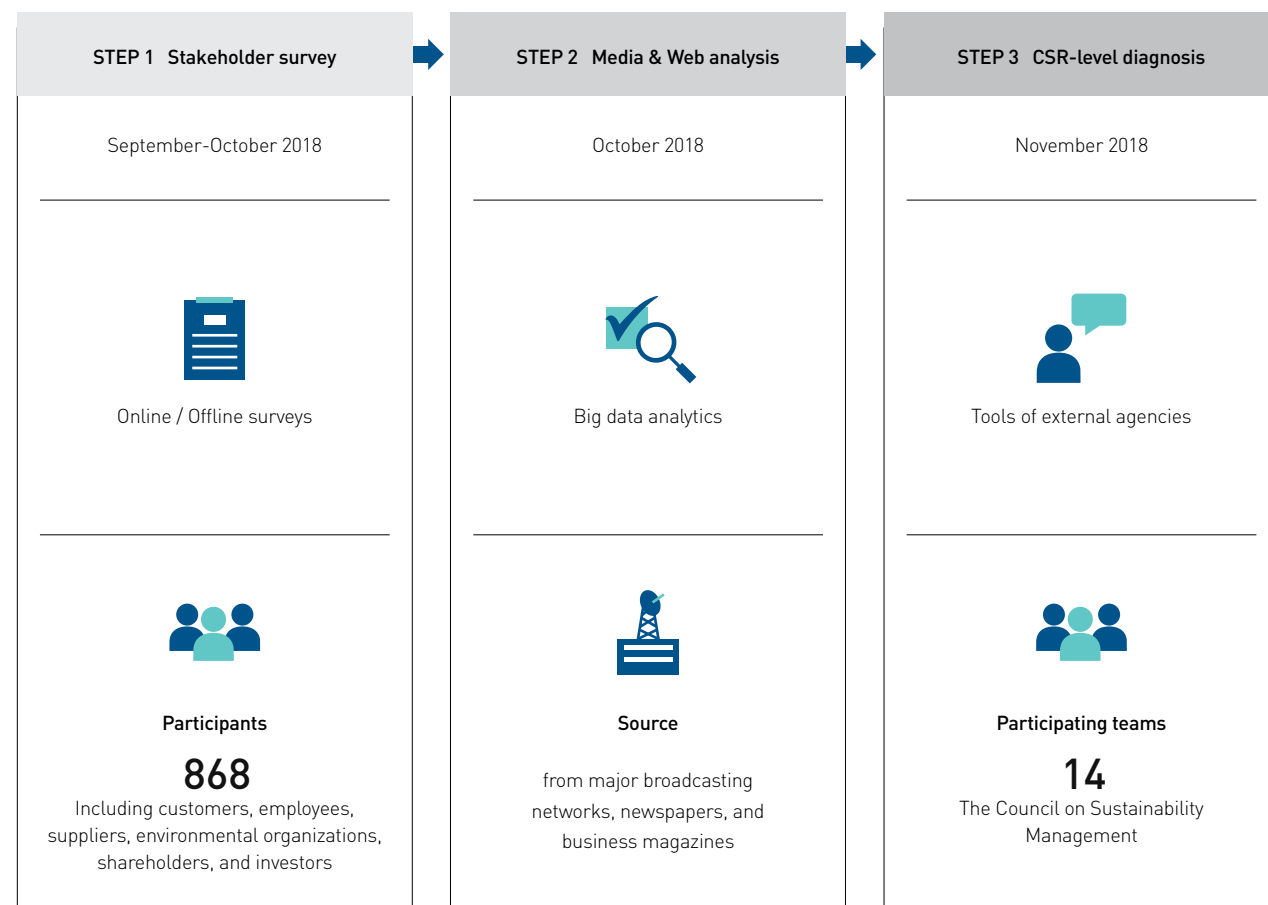 STEP 1 Stakeholder survey
September-October 2018
Online / Offline surveys
Participants
868
Including customers, employees,
suppliers, environmental organizations,
shareholders, and investors
STEP 2 Media & Web analysis
October 2018
Big data analytics
Source
from major broadcasting
networks, newspapers, and
business magazines
STEP 3 CSR-level diagnosis
November 2018
Tools of external agencies
Participating teams
14
The Council on Sustainability
Management